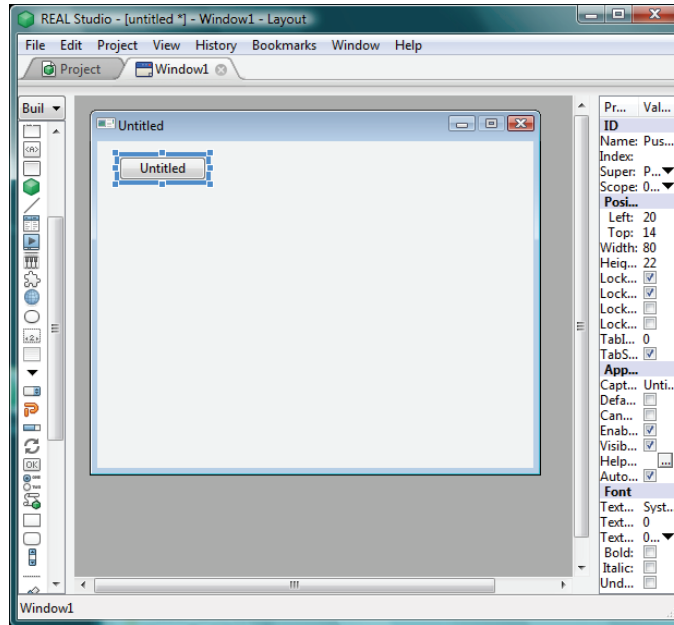 REAL Studio - [untitled *] - Window1 - Layout
File Edit Project View History Bookmarks Window Help
Project Window1
Buil
Untitled
Untitled
<A>
OK
Pr... Val...
ID
Name: Pus...
Index:
Super: P...
Scope: 0...
Posi...
Left: 20
Top: 14
Width: 80
Heig... 22
Lock...
Lock...
Lock...
Lock...
TabI... 0
TabS...
App...
Capt... Unti...
Defa...
Can...
Enab...
Visib...
Help... ...
Auto...
Font
Text... Syst...
Text... 0
Text... 0...
Bold:
Italic:
Und...
Window1